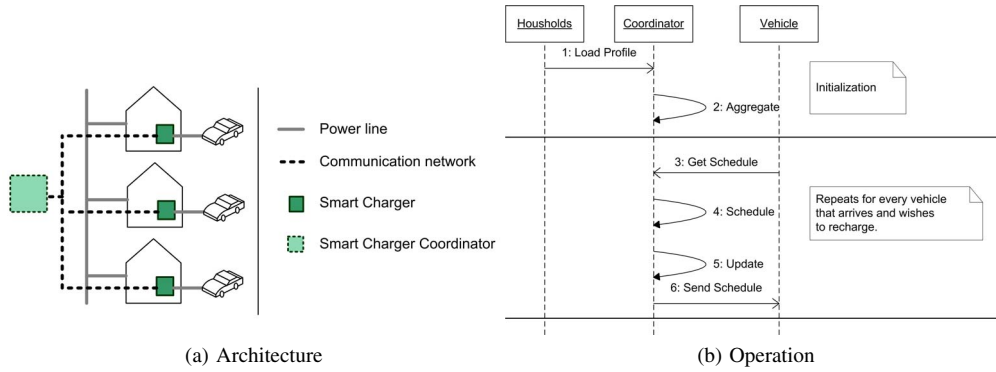 Power line
Communication network
Smart Charger
Smart Charger Coordinator
(a) Architecture
Housholds
Coordinator
Vehicle
1: Load Profile
Initialization
2: Aggregate
3: Get Schedule
4: Schedule
Repeats for every vehicle
that arrives and wishes
to recharge.
5: Update
6: Send Schedule
(b) Operation